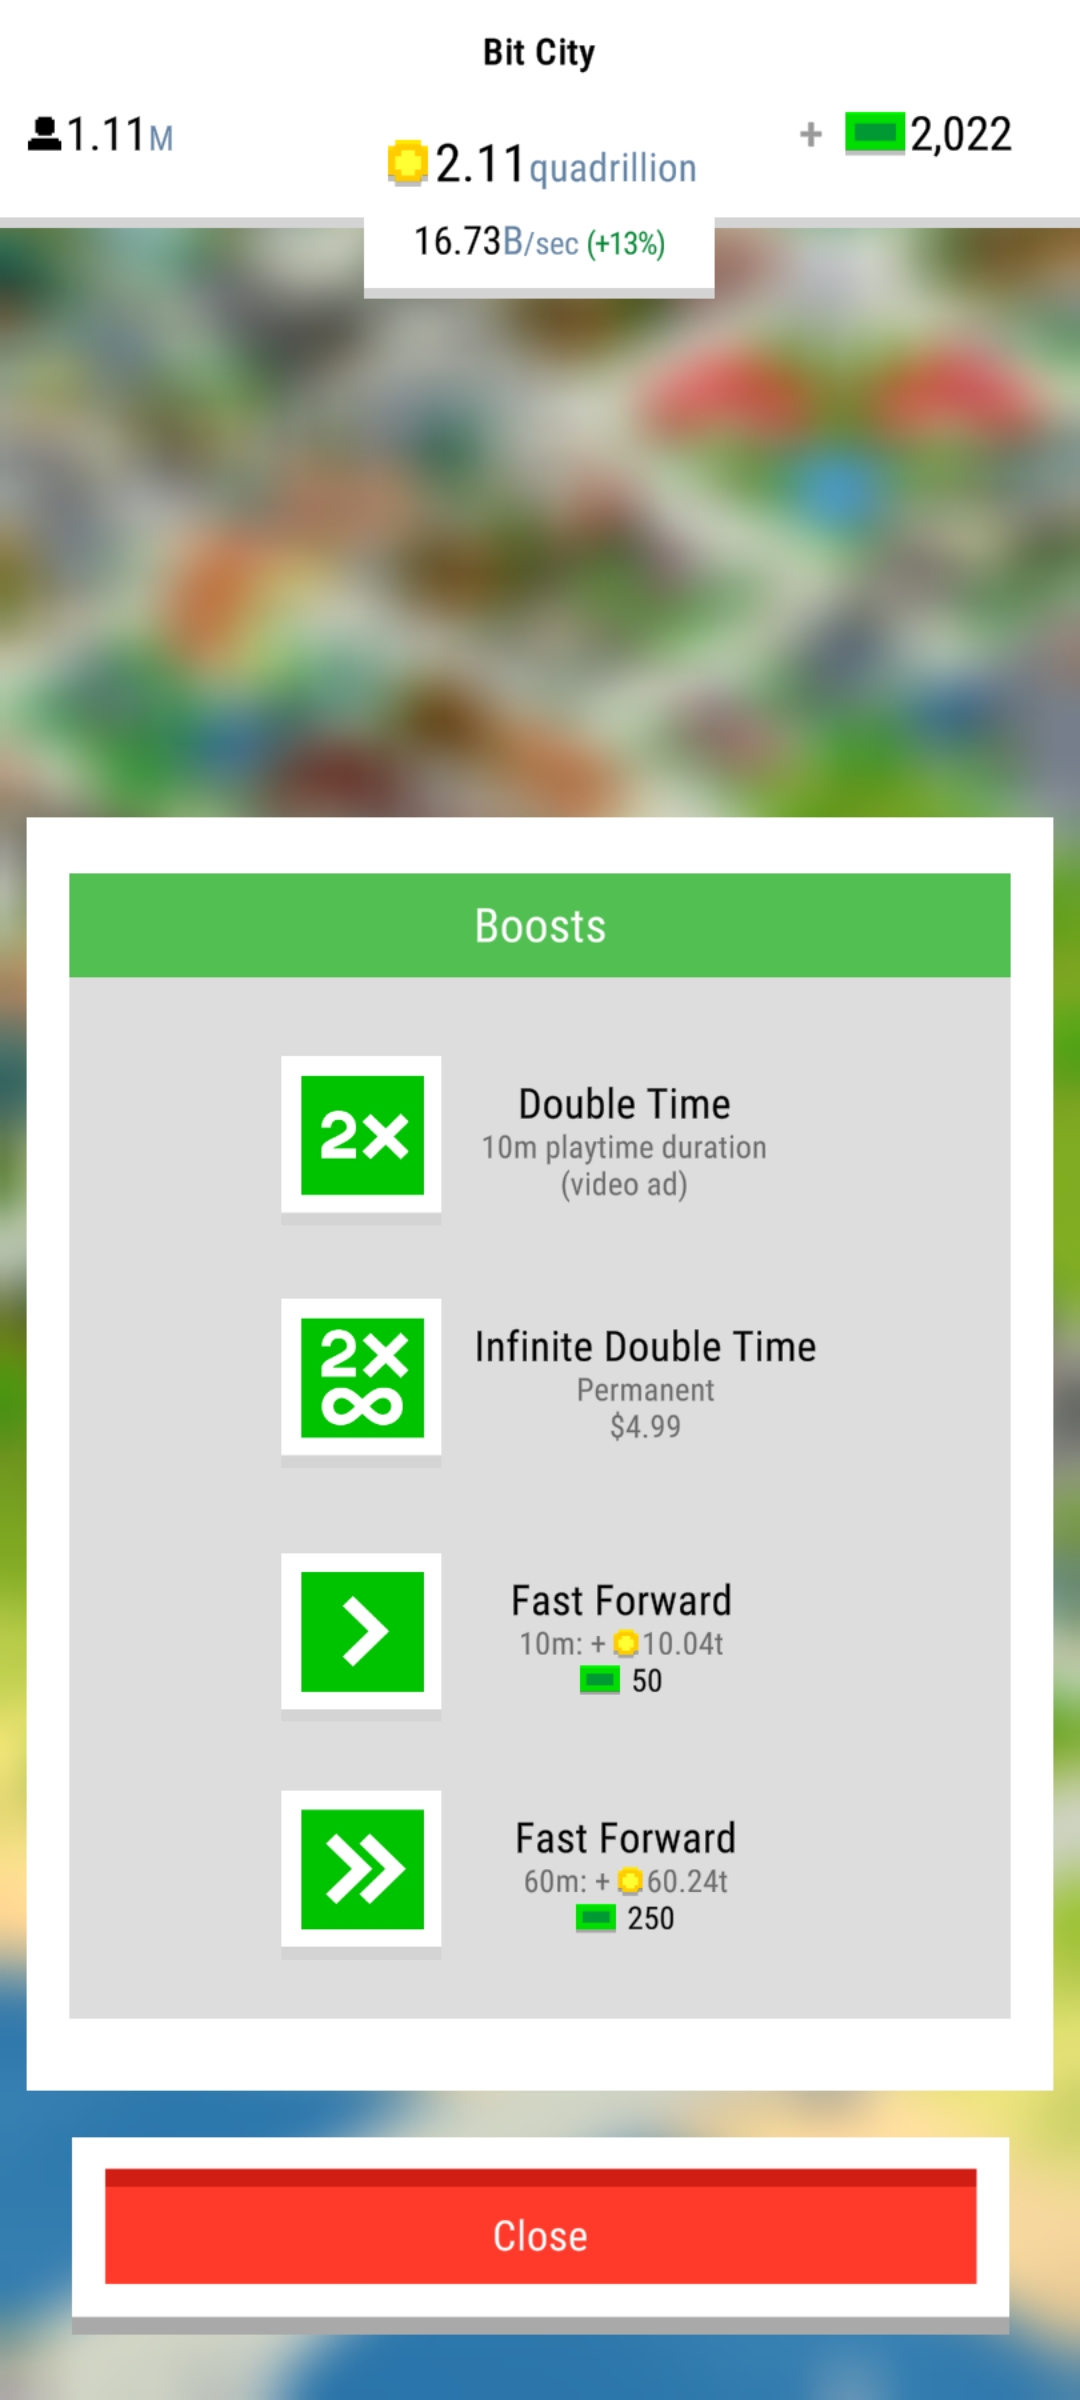 Bit City
1.11M
2.11quadrillion
+ 2,022
16.73B/sec (+13%)
Boosts
2×
Double Time
10m playtime duration
(video ad)
2×
∞
Infinite Double Time
Permanent
$4.99
Fast Forward
10m: + 10.04t
50
Fast Forward
60m: + 60.24t
250
Close